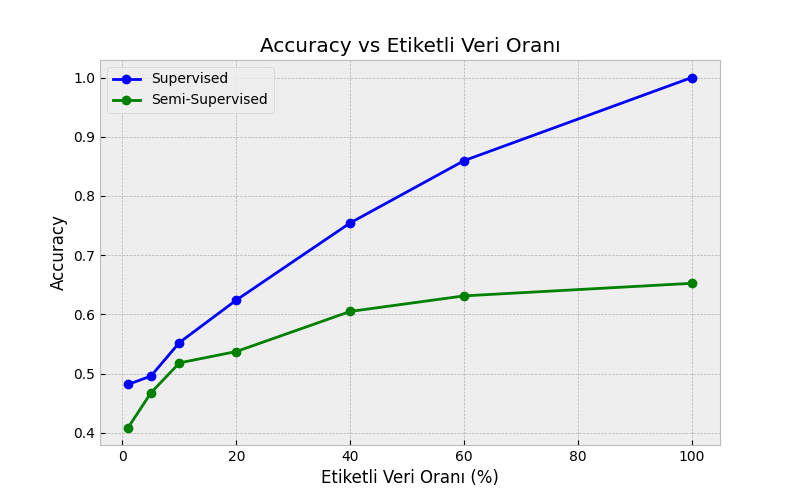 Accuracy vs Etiketli Veri Oranı
Supervised
Semi-Supervised
1.0
0.9
0.8
0.7
0.6
0.5
0.4
Accuracy
0 20 40 60 80 100
Etiketli Veri Oranı (%)